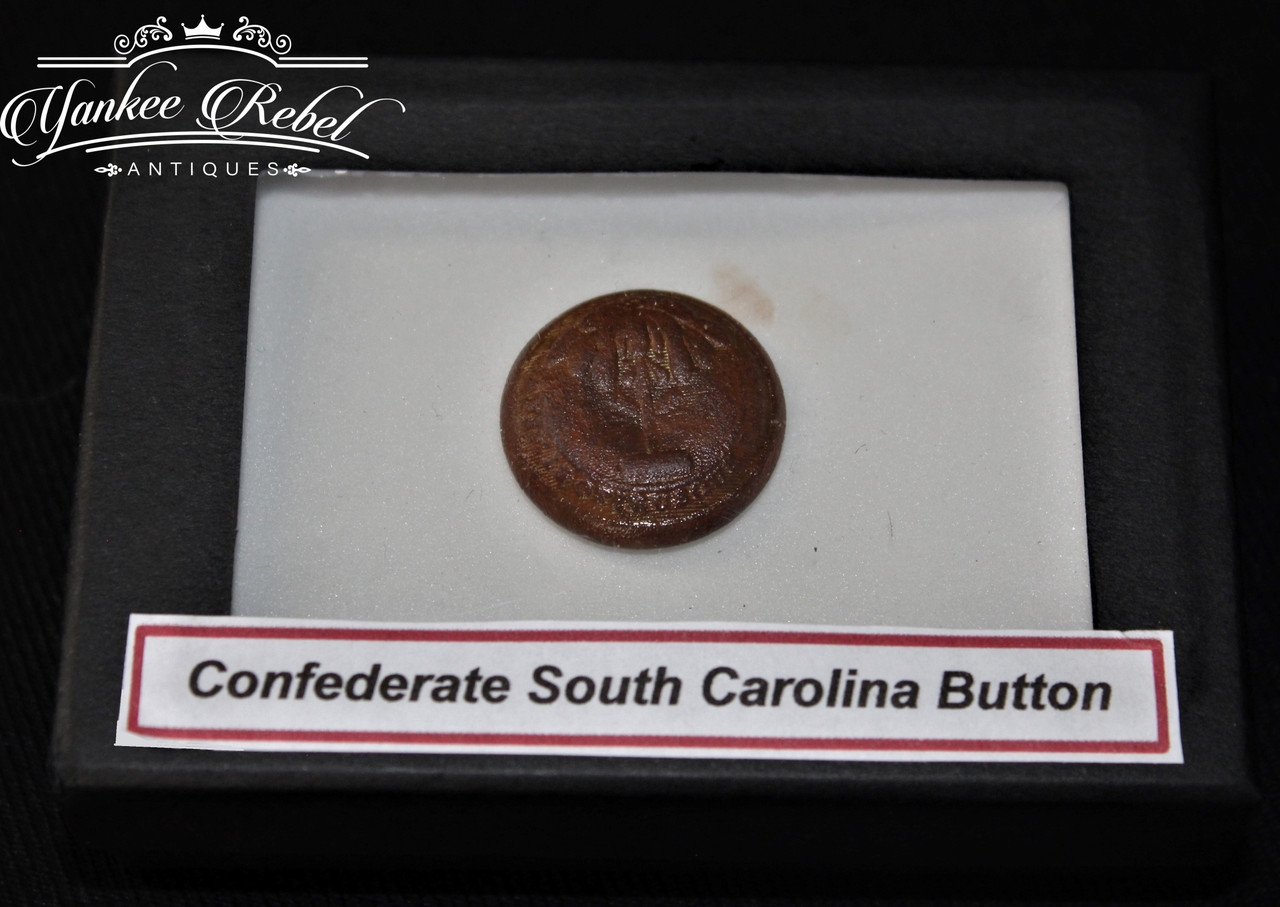 Yankee Rebel
ANTIQUES
Confederate South Carolina Button